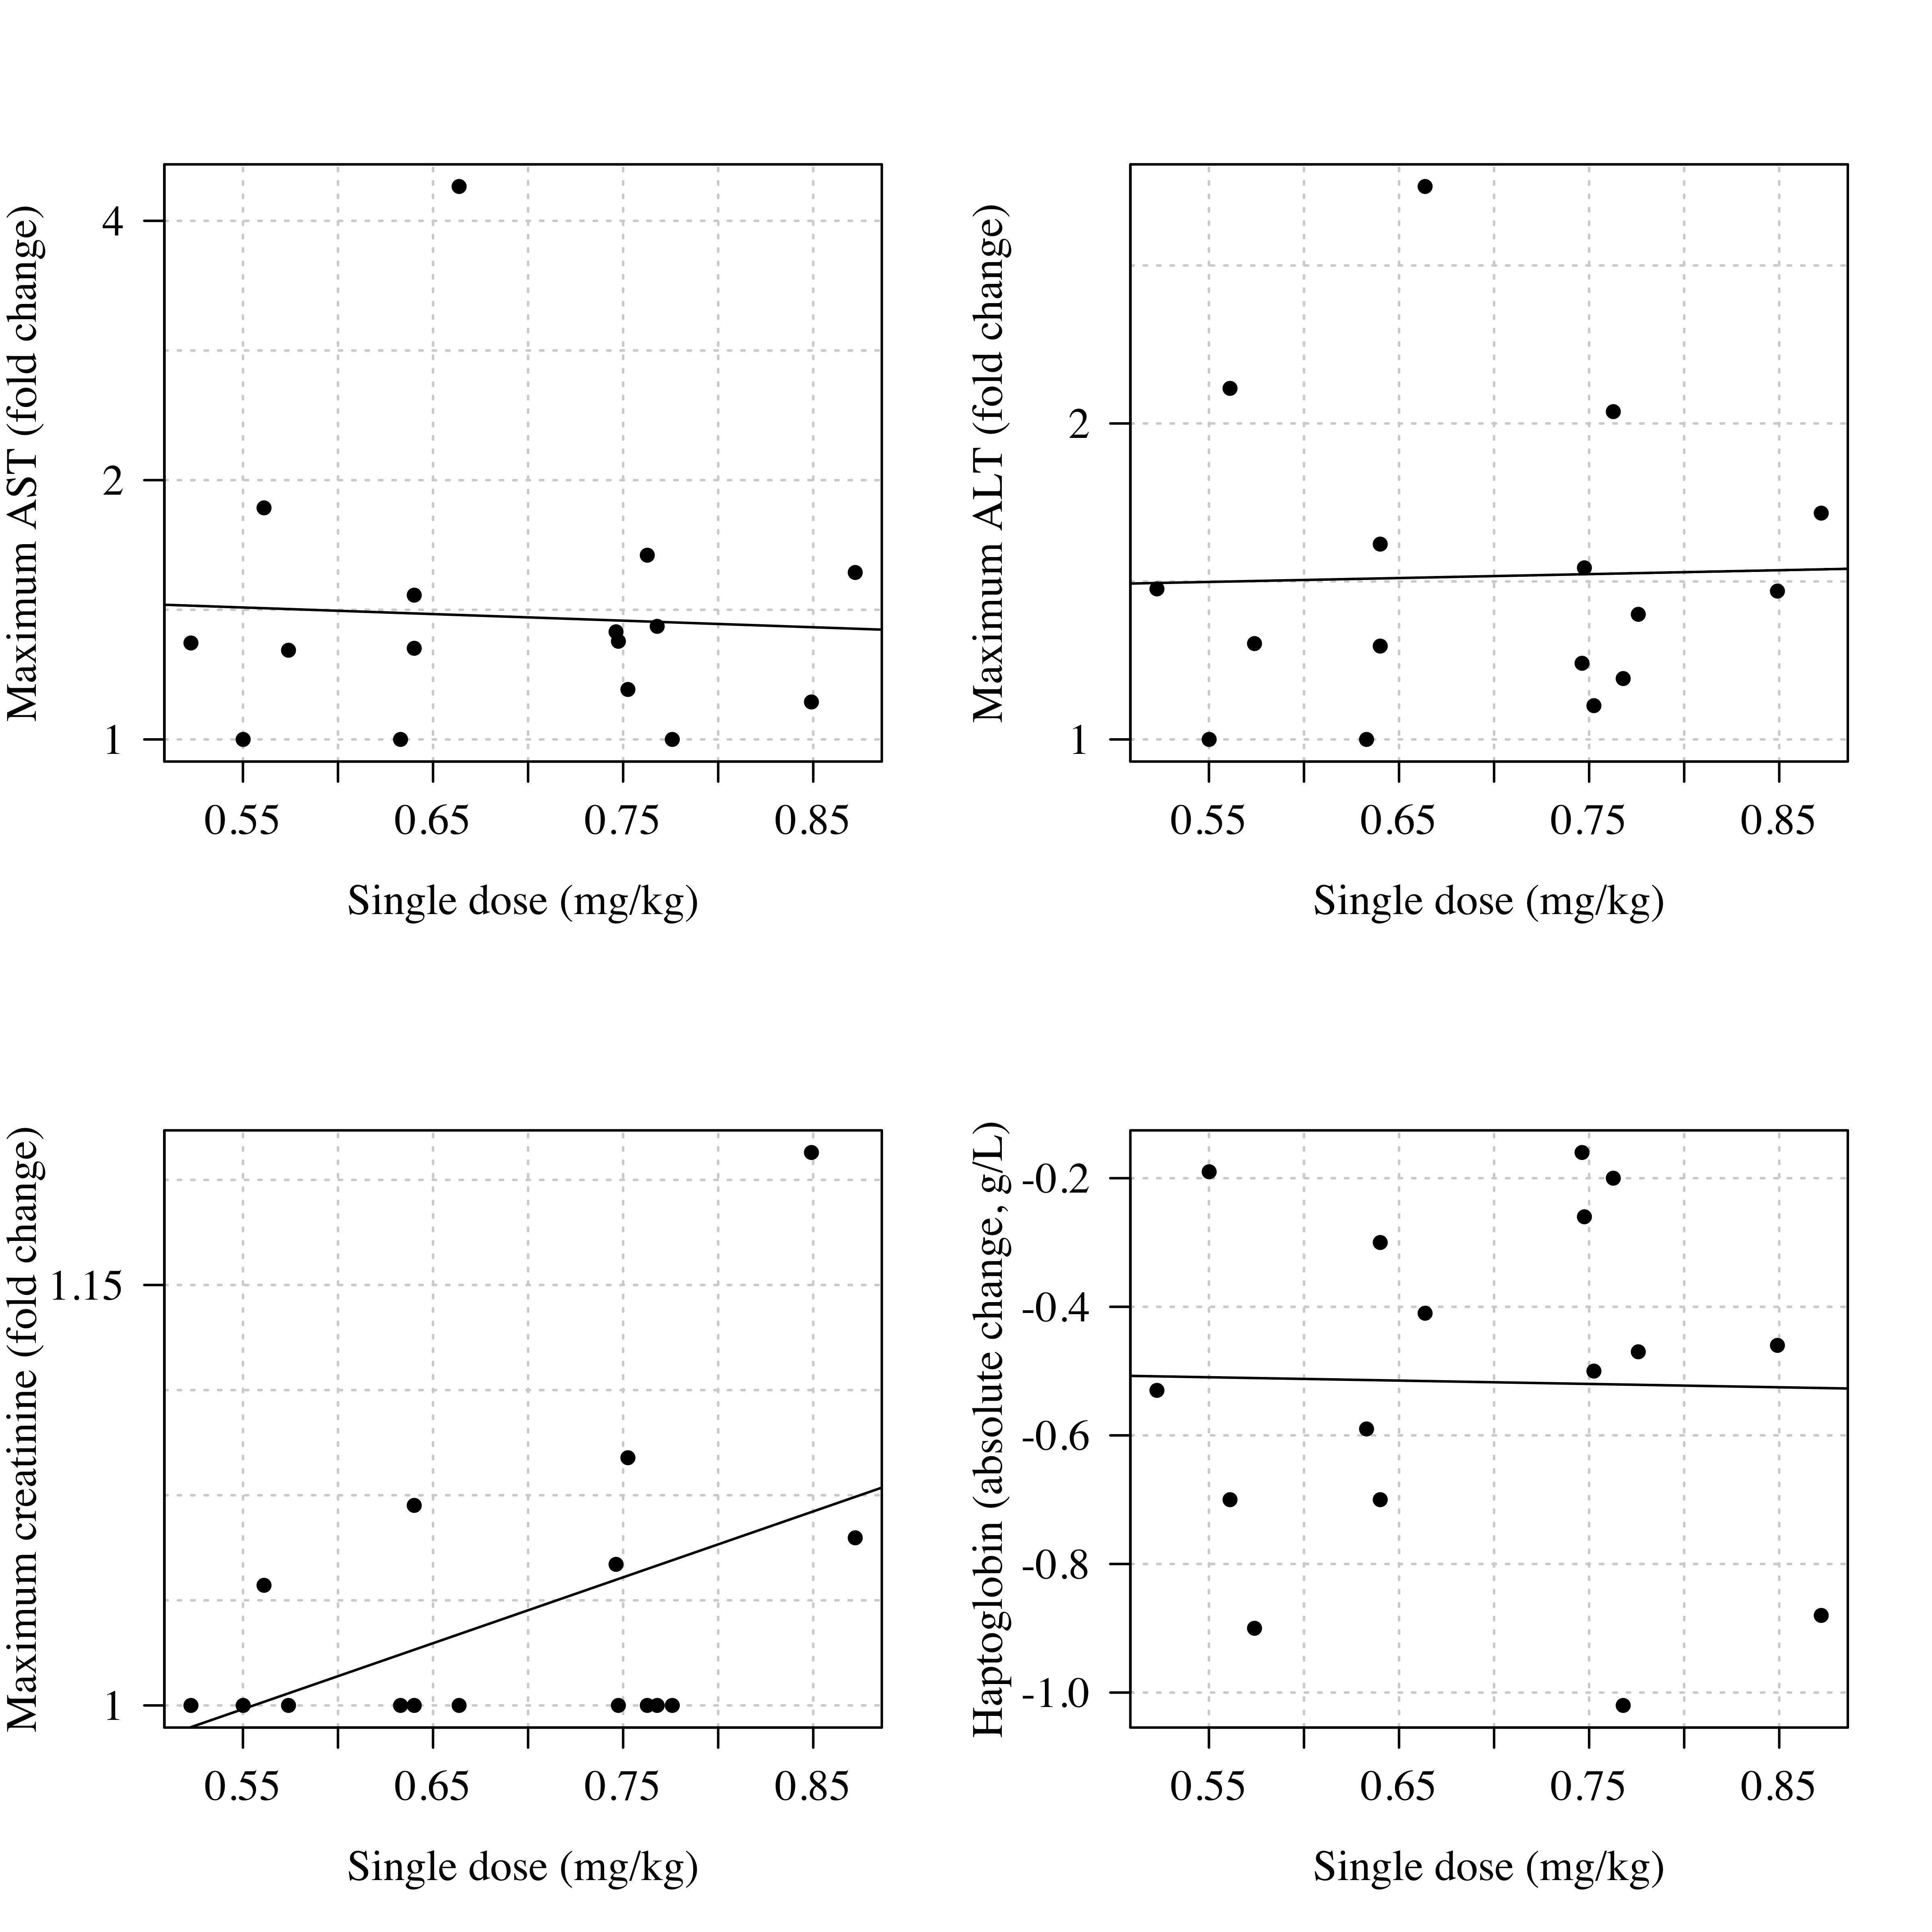 Maximum AST (fold change)
4
2
1
0.55 0.65 0.75 0.85
Single dose (mg/kg)
Maximum ALT (fold change)
2
1
0.55 0.65 0.75 0.85
Single dose (mg/kg)
Maximum creatinine (fold change)
1.15
1
0.55 0.65 0.75 0.85
Single dose (mg/kg)
Haptoglobin (absolute change, g/L)
-0.2
-0.4
-0.6
-0.8
-1.0
0.55 0.65 0.75 0.85
Single dose (mg/kg)